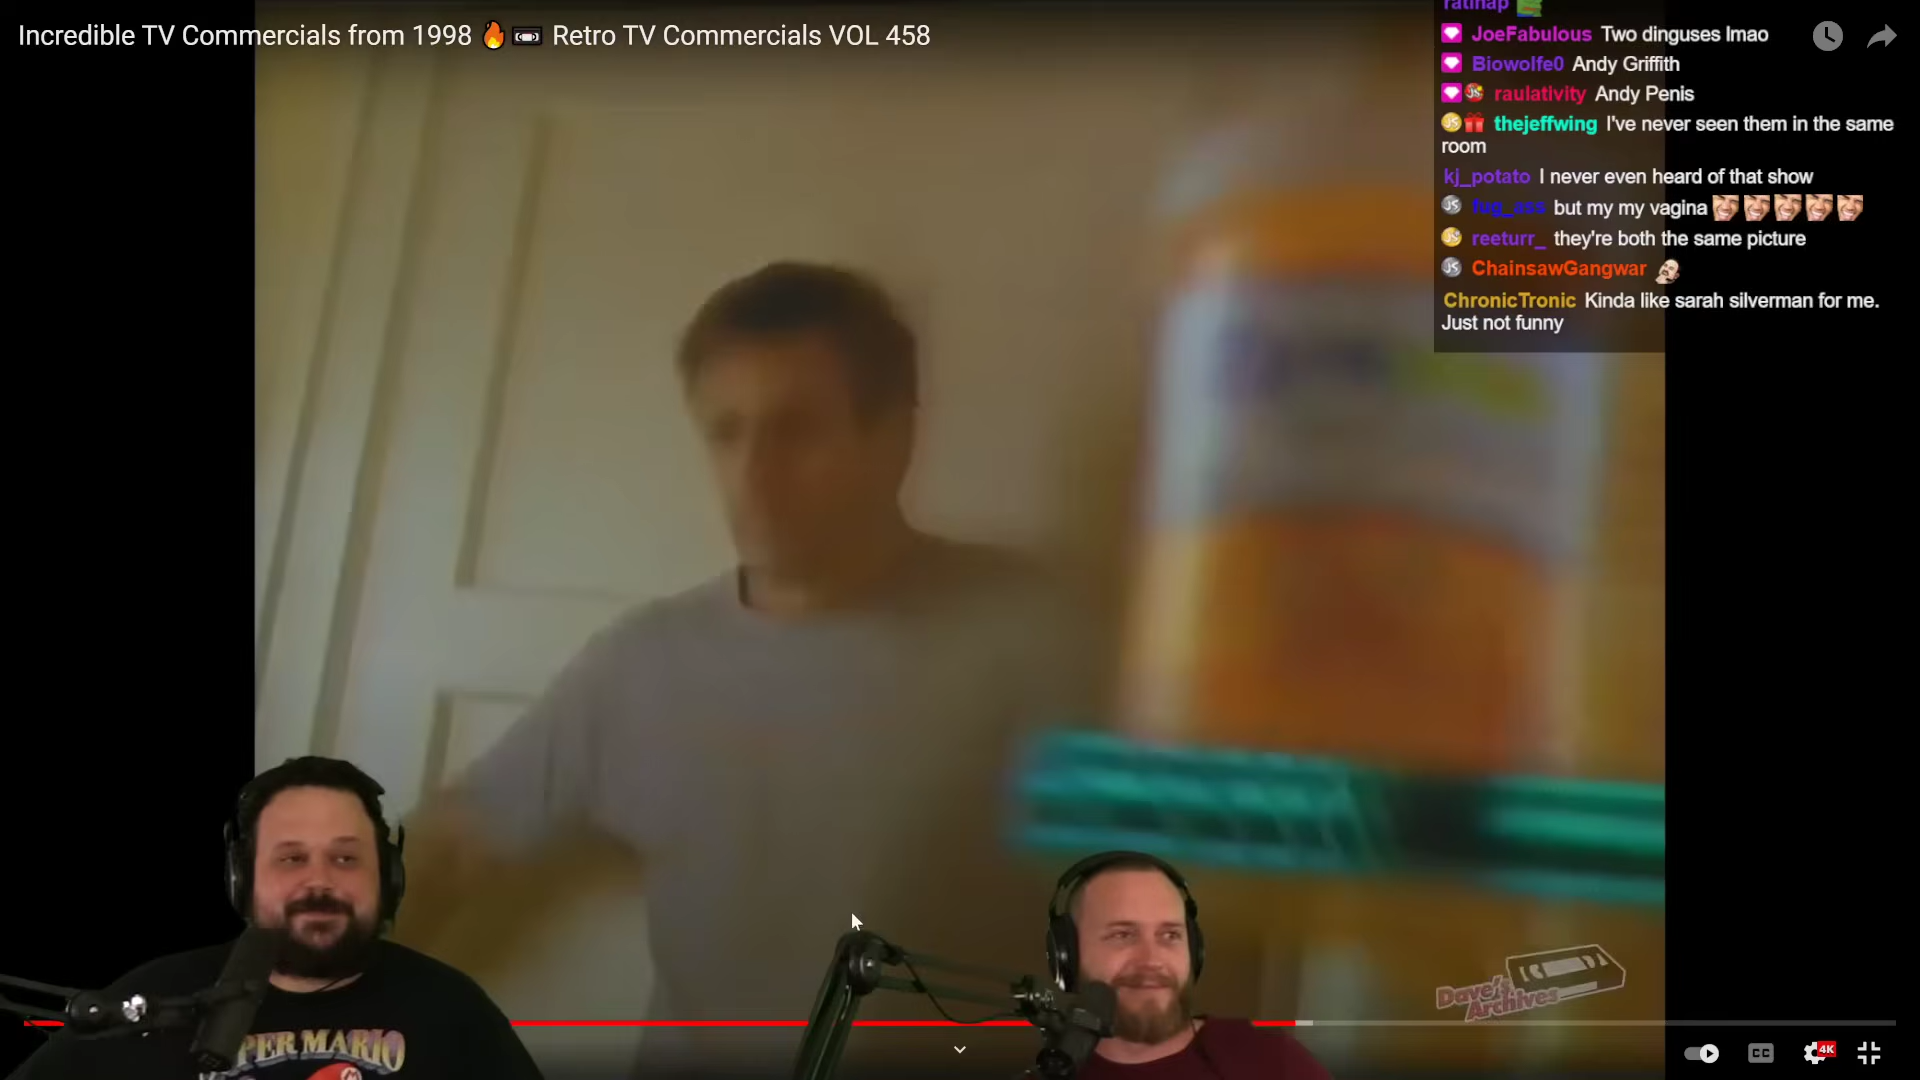 Incredible TV Commercials from 1998 🔥📼 Retro TV Commercials VOL 458
JoeFabulous Two dinguses lmao
Biowolfe0 Andy Griffith
raulativity Andy Penis
thejeffwing I've never seen them in the same
room
kj_potato I never even heard of that show
fug_ass but my my vagina
reeturr_ they're both the same picture
ChainsawGangwar
ChronicTronic Kinda like sarah silverman for me.
Just not funny
Dave's
Archives
PER MARIO
CC
4K